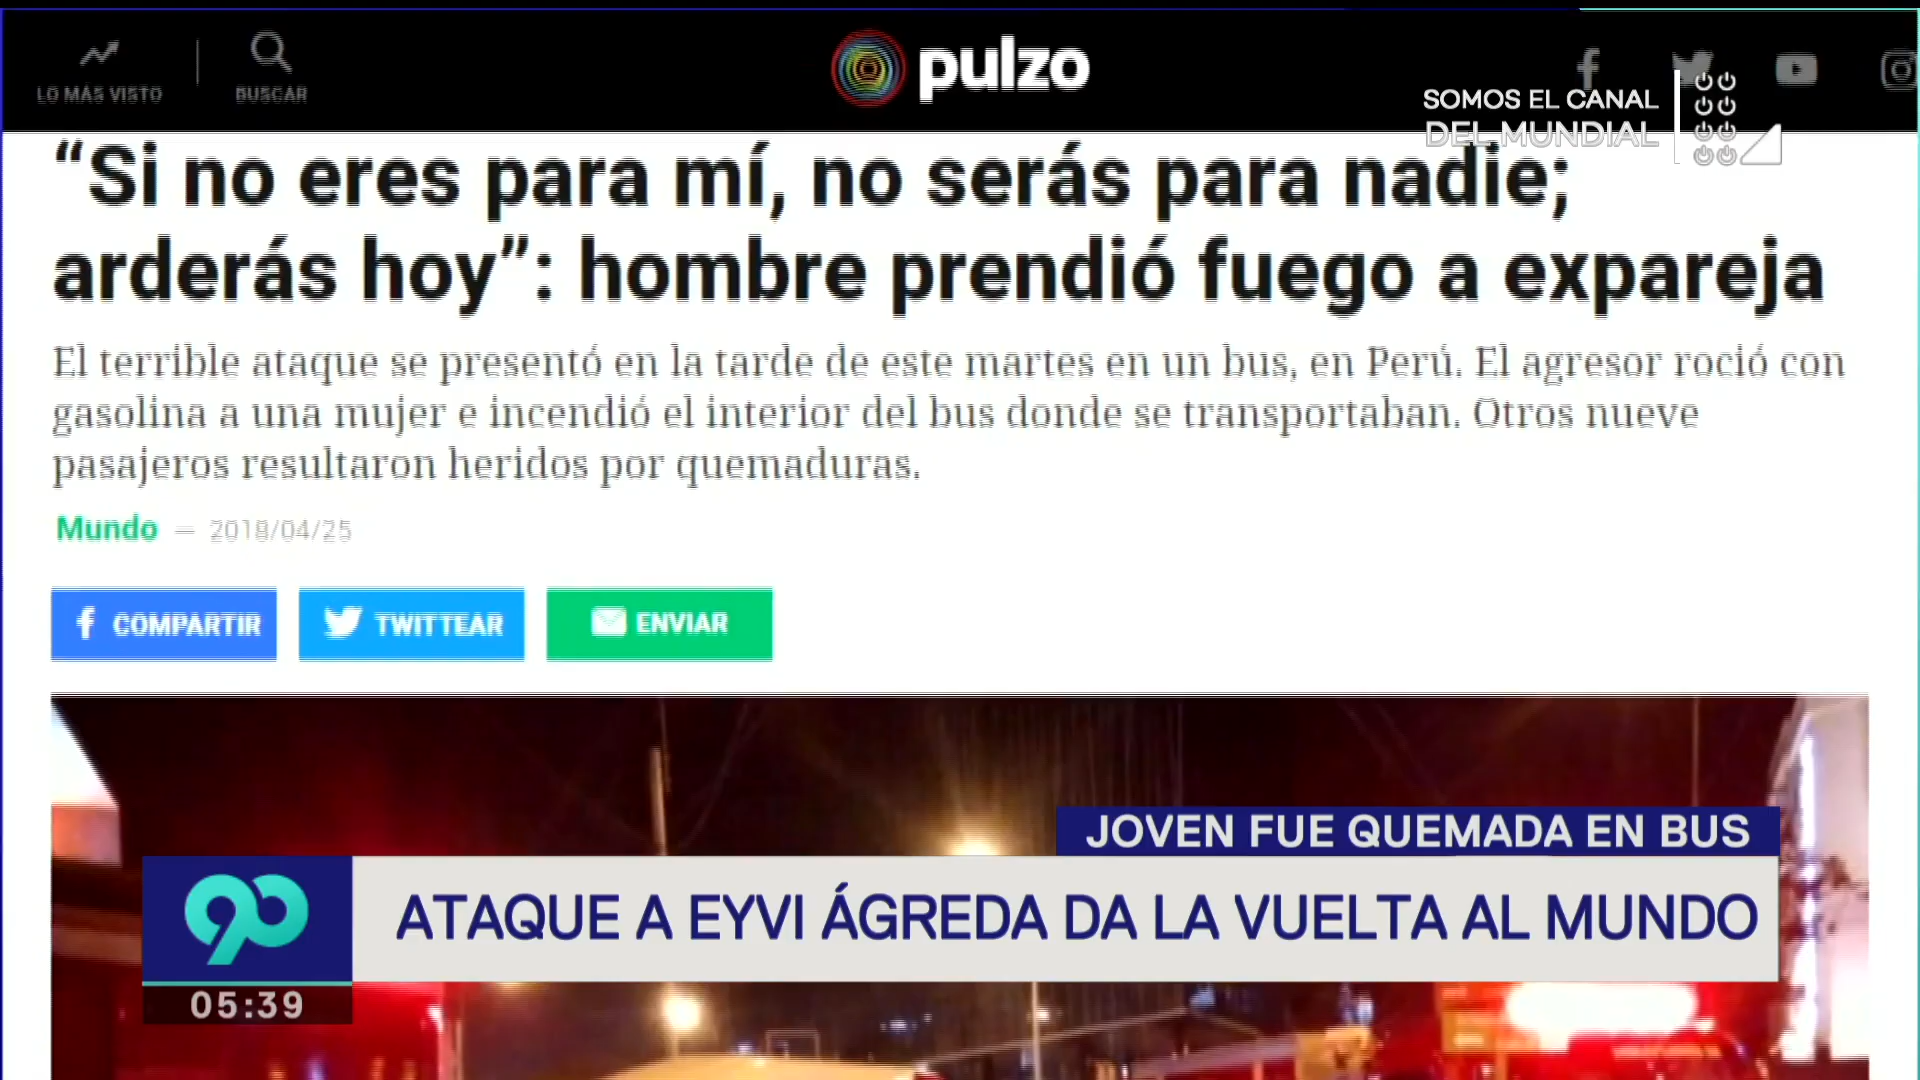 LO MÁS VISTO
BUSCAR
pulzo
SOMOS EL CANAL
DEL MUNDIAL
“Si no eres para mí, no serás para nadie;
arderás hoy”: hombre prendió fuego a expareja
El terrible ataque se presentó en la tarde de este martes en un bus, en Perú. El agresor roció con
gasolina a una mujer e incendió el interior del bus donde se transportaban. Otros nueve
pasajeros resultaron heridos por quemaduras.
Mundo — 2018/04/25
COMPARTIR
TWITTEAR
ENVIAR
JOVEN FUE QUEMADA EN BUS
90
ATAQUE A EYVI ÁGREDA DA LA VUELTA AL MUNDO
05:39